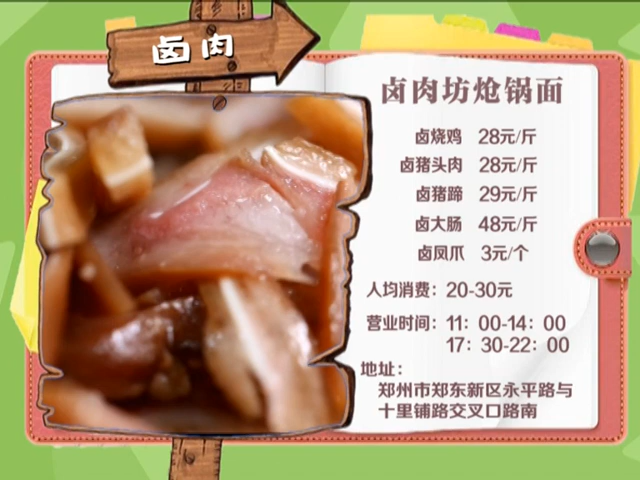 卤肉
卤肉坊炝锅面
卤烧鸡 28元/斤
卤猪头肉 28元/斤
卤猪蹄 29元/斤
卤大肠 48元/斤
卤凤爪 3元/个
人均消费：20-30元
营业时间：11：00-14：00
17：30-22：00
地址：
郑州市郑东新区永平路与
十里铺路交叉口路南